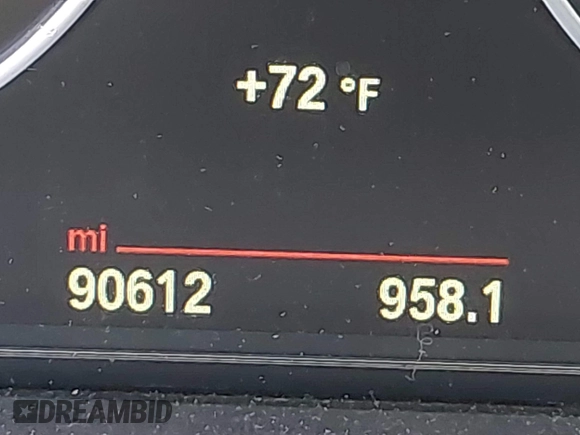 +72 °F
mi
90612 958.1
DREAMBID